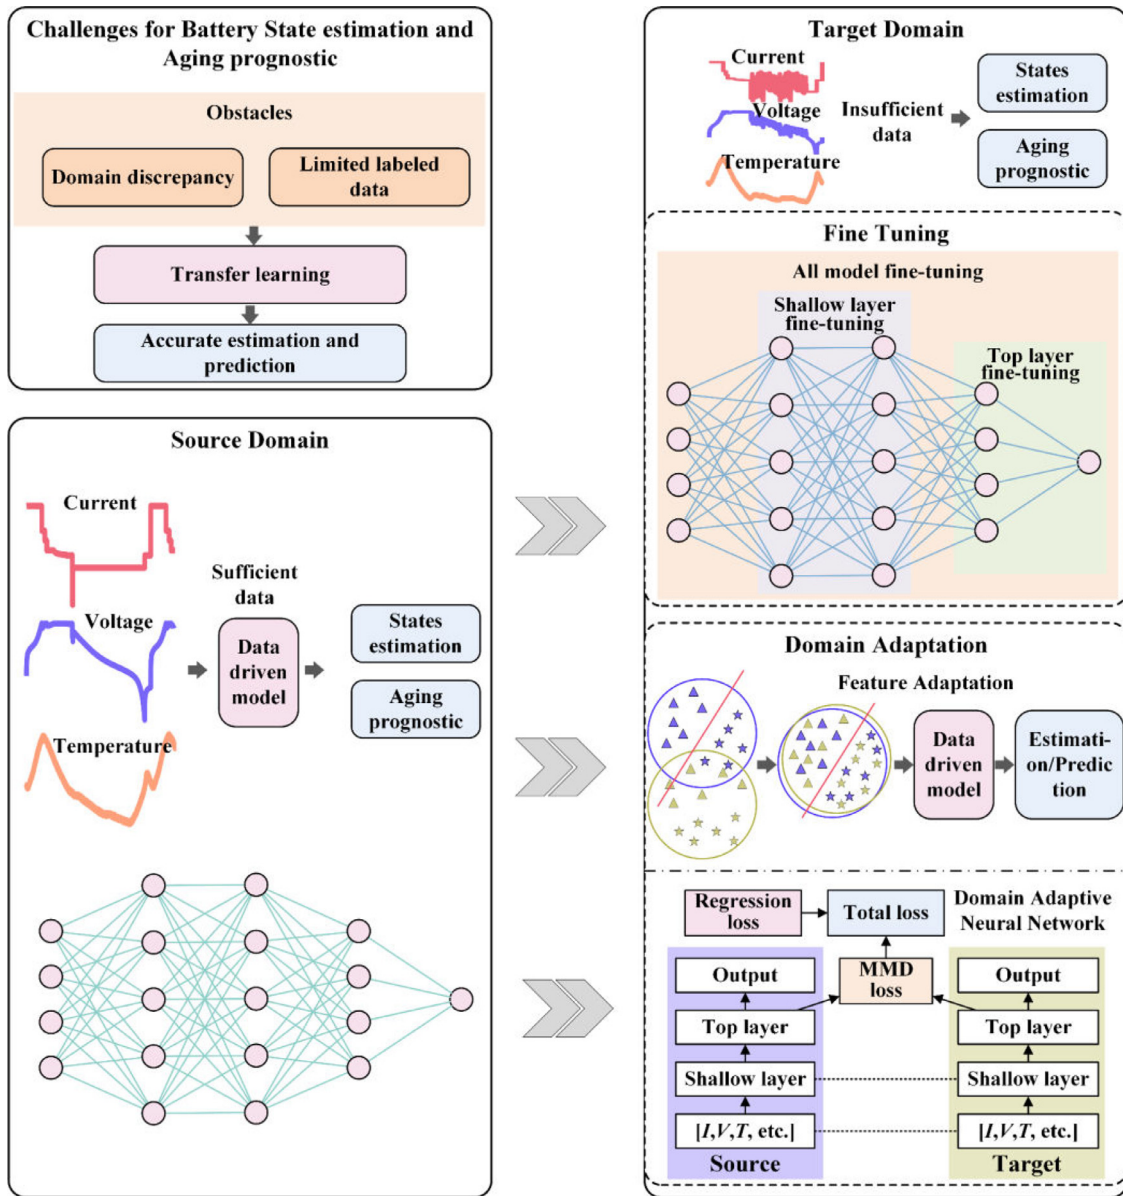 Challenges for Battery State estimation and
Aging prognostic
Obstacles
Domain discrepancy
Limited labeled
data
Transfer learning
Accurate estimation and
prediction
Source Domain
Current
Voltage
Temperature
Sufficient
data
Data
driven
model
States
estimation
Aging
prognostic
Target Domain
Current
Voltage
Temperature
Insufficient
data
States
estimation
Aging
prognostic
Fine Tuning
All model fine-tuning
Shallow layer
fine-tuning
Top layer
fine-tuning
Domain Adaptation
Feature Adaptation
Data
driven
model
Estimati-
on/Predic
tion
Regression
loss
Total loss
Domain Adaptive
Neural Network
MMD
loss
Output
Top layer
Shallow layer
[I,V,T, etc.]
Source
Output
Top layer
Shallow layer
[I,V,T, etc.]
Target